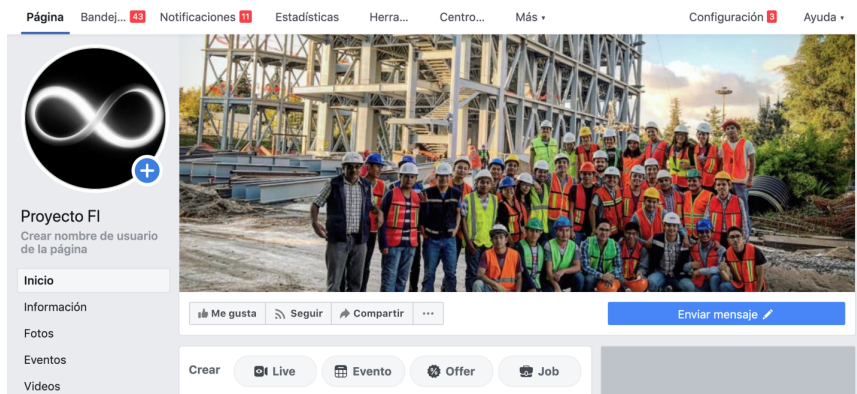 Página Bandej... 43 Notificaciones 11 Estadísticas Herra... Centro... Más Configuración 3 Ayuda
Proyecto FI
Crear nombre de usuario
de la página
Inicio
Información
Fotos
Eventos
Videos
Me gusta Seguir Compartir ... Enviar mensaje
Crear Live Evento Offer Job